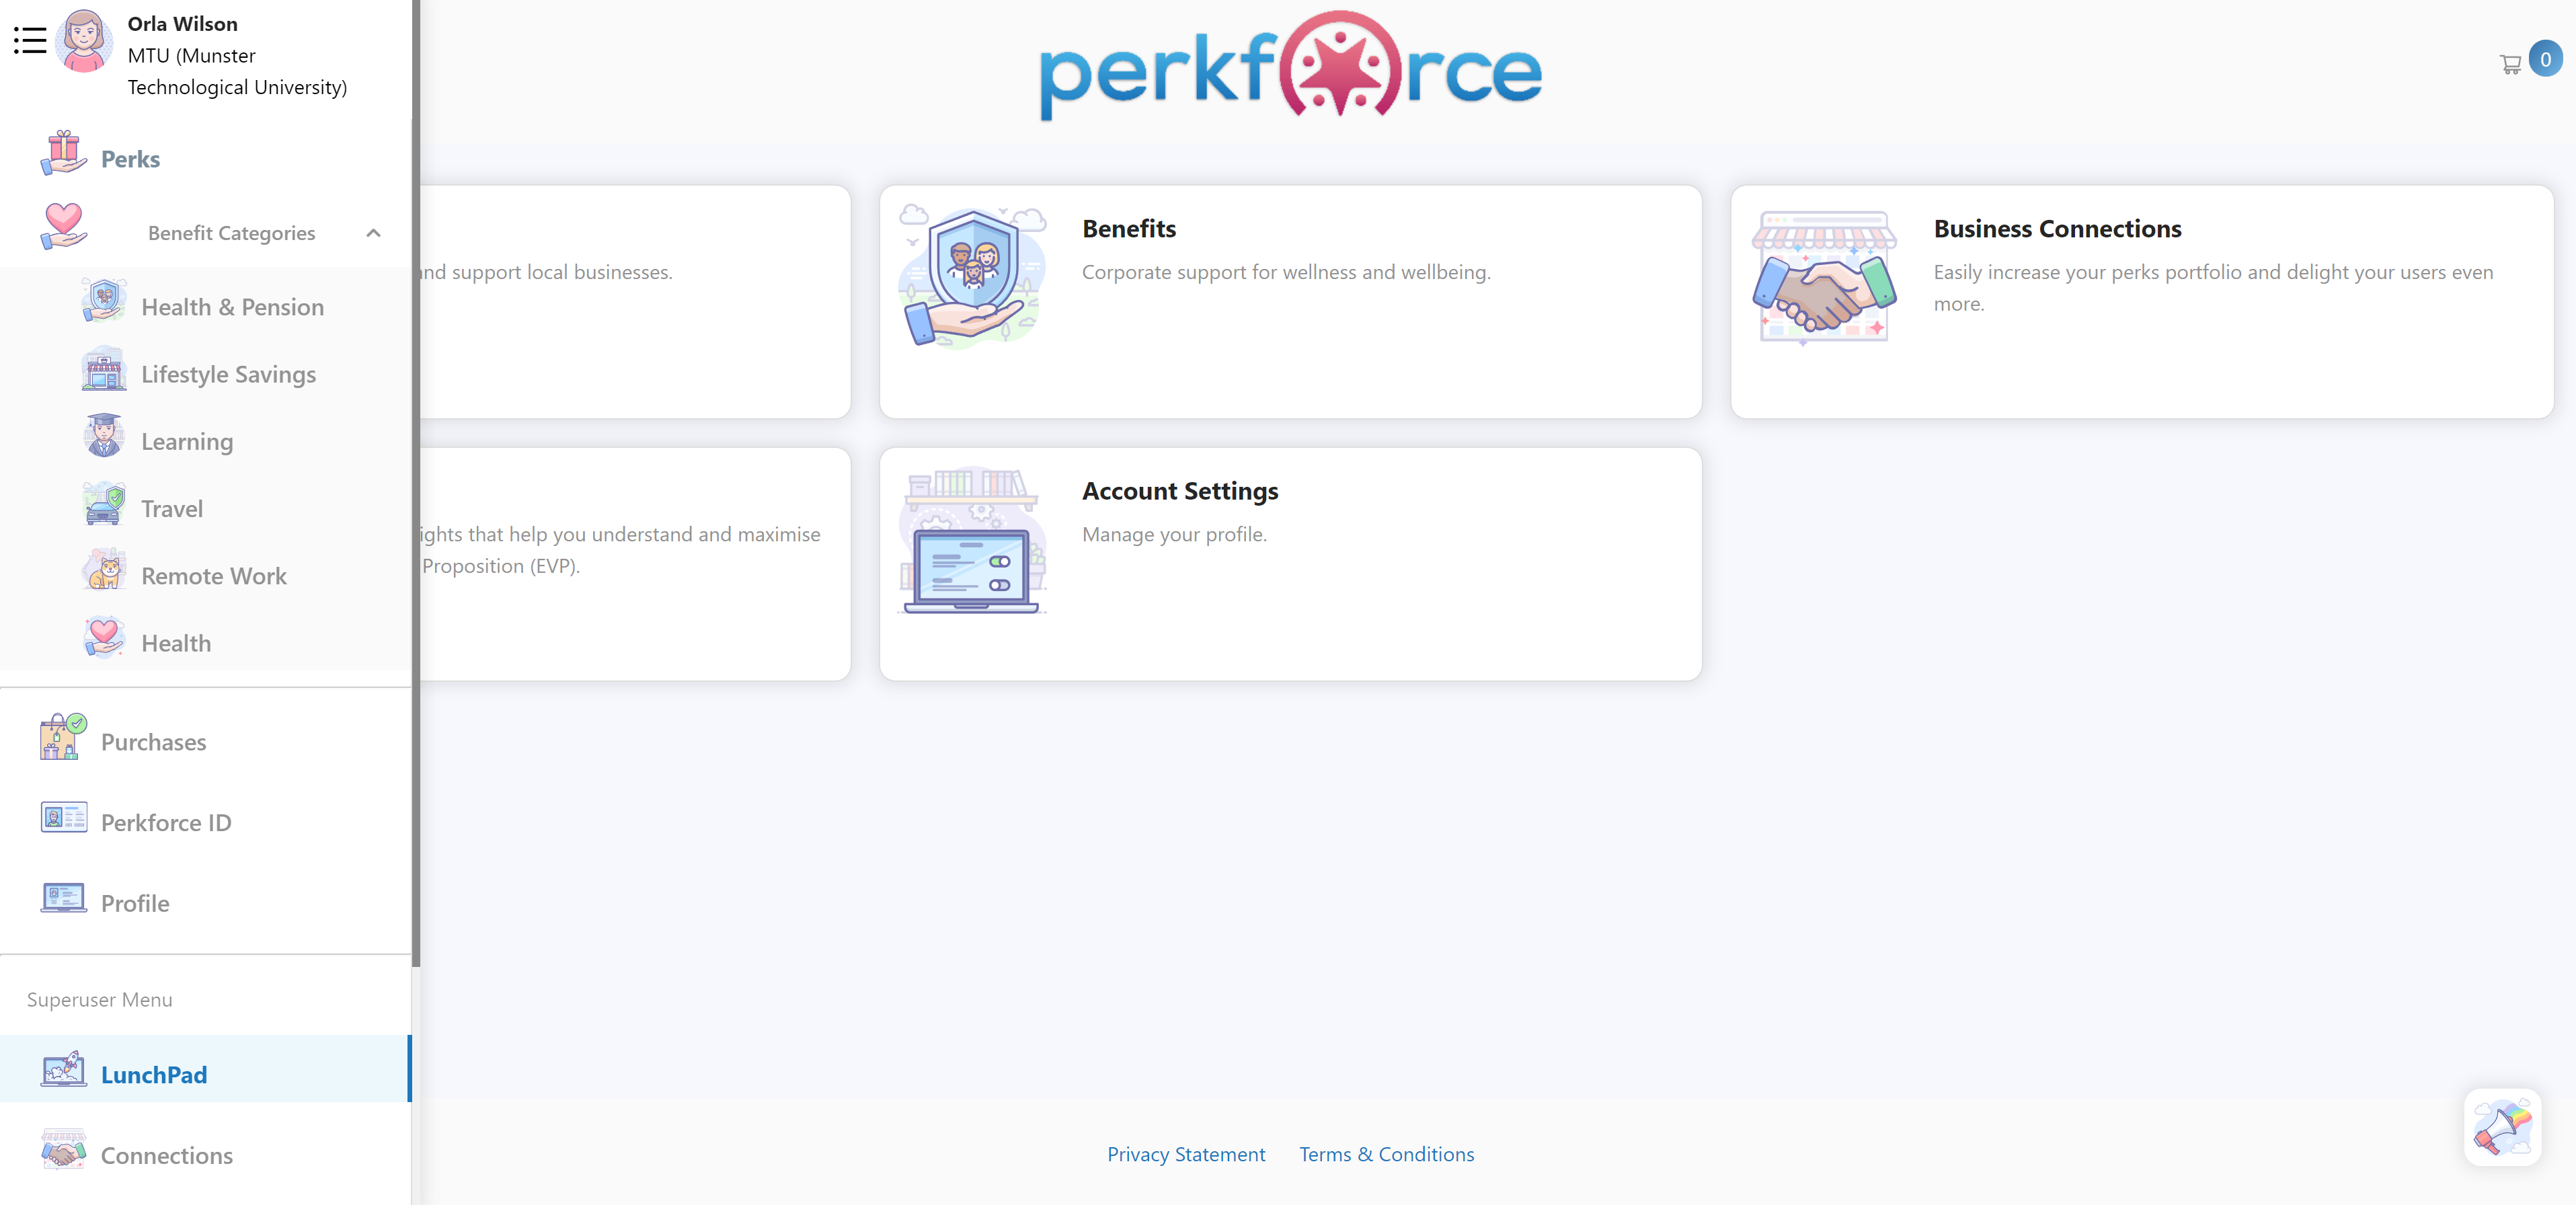 Orla Wilson
MTU (Munster
Technological University)
Perks
Benefit Categories
Health & Pension
Lifestyle Savings
Learning
Travel
Remote Work
Health
Purchases
Perkforce ID
Profile
Superuser Menu
LunchPad
Connections
perkforce
0
and support local businesses.
Benefits
Corporate support for wellness and wellbeing.
Business Connections
Easily increase your perks portfolio and delight your users even
more.
ights that help you understand and maximise
Proposition (EVP).
Account Settings
Manage your profile.
Privacy Statement
Terms & Conditions